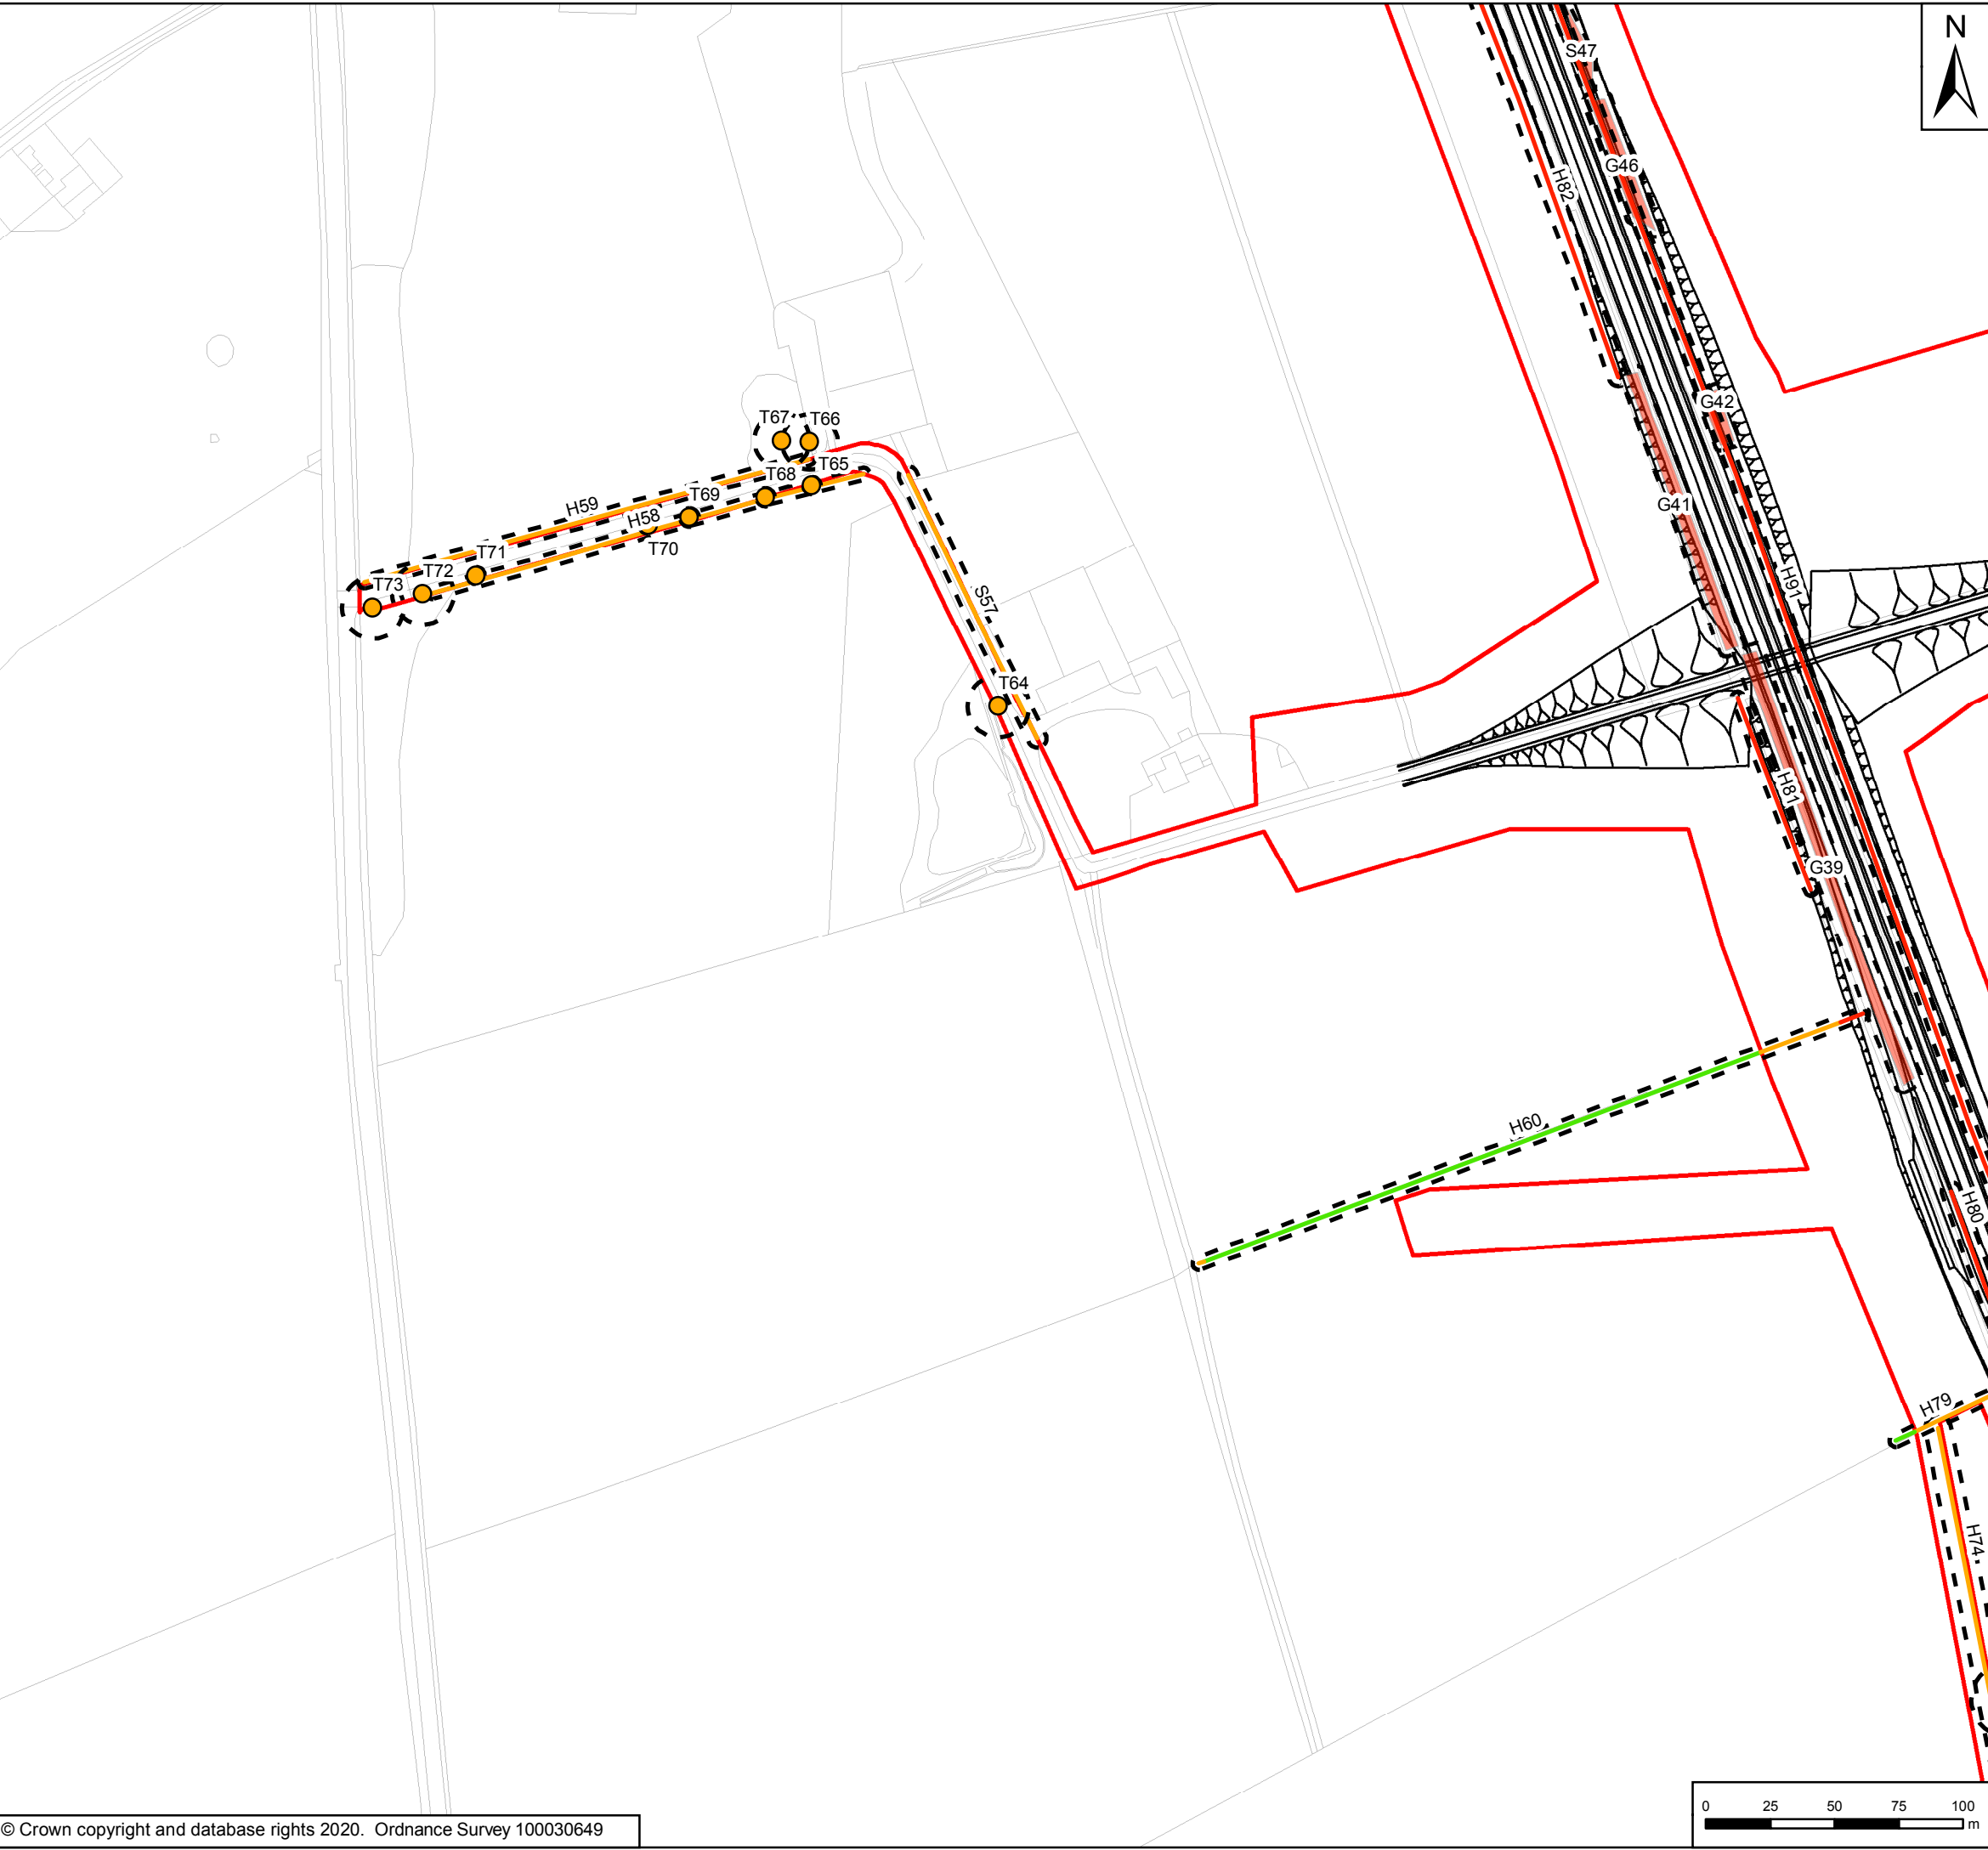 N
S47
G46
H82
G42
T67
T66
T65
T68
T69
H59
H58
T70
T71
T72
T73
G41
H91
S57
T64
H81
G39
H60
H80
H79
H74
0 25 50 75 100
m
© Crown copyright and database rights 2020. Ordnance Survey 100030649